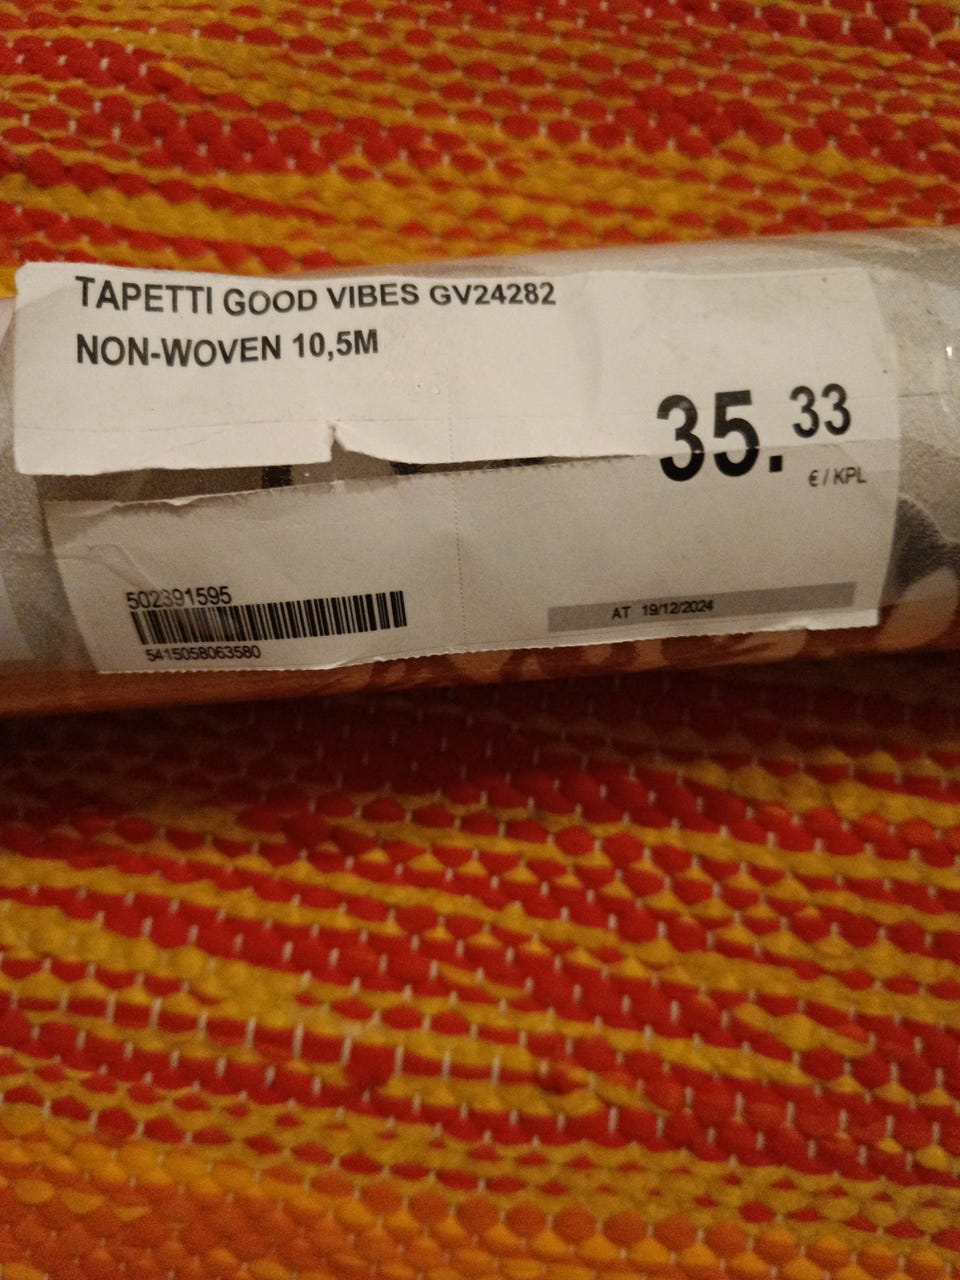 TAPETTI GOOD VIBES GV24282
NON-WOVEN 10,5M
35.33
€ / KPL
502391595
5415058063580
AT 19/12/2024